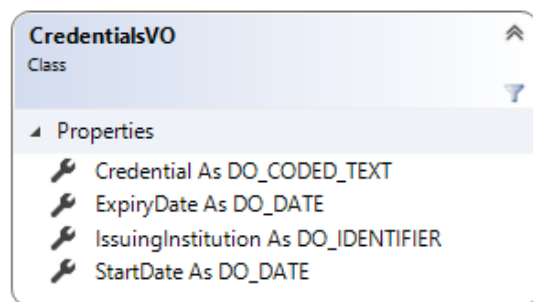 CredentialsVO
Class
Properties
Credential As DO_CODED_TEXT
ExpiryDate As DO_DATE
IssuingInstitution As DO_IDENTIFIER
StartDate As DO_DATE